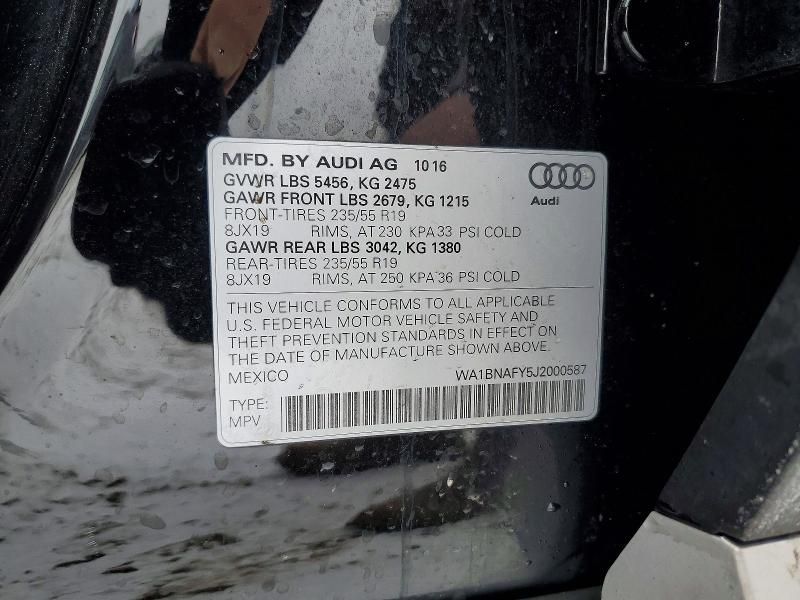 MFD. BY AUDI AG 10 16
GVWR LBS 5456, KG 2475
GAWR FRONT LBS 2679, KG 1215
FRONT-TIRES 235/55 R19
8JX19 RIMS, AT 230 KPA 33 PSI COLD
GAWR REAR LBS 3042, KG 1380
REAR-TIRES 235/55 R19
8JX19 RIMS, AT 250 KPA 36 PSI COLD
Audi
THIS VEHICLE CONFORMS TO ALL APPLICABLE
U.S. FEDERAL MOTOR VEHICLE SAFETY AND
THEFT PREVENTION STANDARDS IN EFFECT ON
THE DATE OF MANUFACTURE SHOWN ABOVE.
MEXICO WA1BNAFY5J2000587
TYPE:
MPV